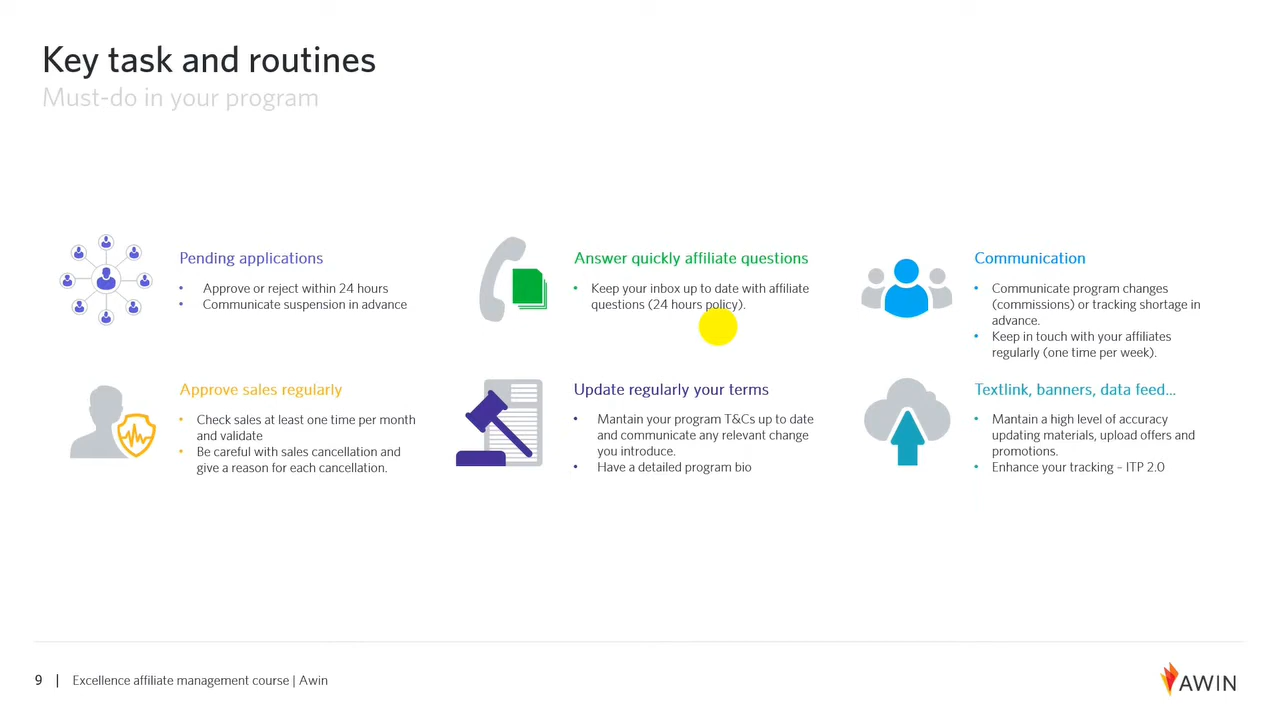 Key task and routines
Must-do in your program
Pending applications
• Approve or reject within 24 hours
• Communicate suspension in advance
Answer quickly affiliate questions
• Keep your inbox up to date with affiliate
questions (24 hours policy).
Communication
• Communicate program changes
(commissions) or tracking shortage in
advance.
• Keep in touch with your affiliates
regularly (one time per week).
Approve sales regularly
• Check sales at least one time per month
and validate
• Be careful with sales cancellation and
give a reason for each cancellation.
Update regularly your terms
• Mantain your program T&Cs up to date
and communicate any relevant change
you introduce.
• Have a detailed program bio
Textlink, banners, data feed...
• Mantain a high level of accuracy
updating materials, upload offers and
promotions.
• Enhance your tracking – ITP 2.0
9 | Excellence affiliate management course | Awin
AWIN